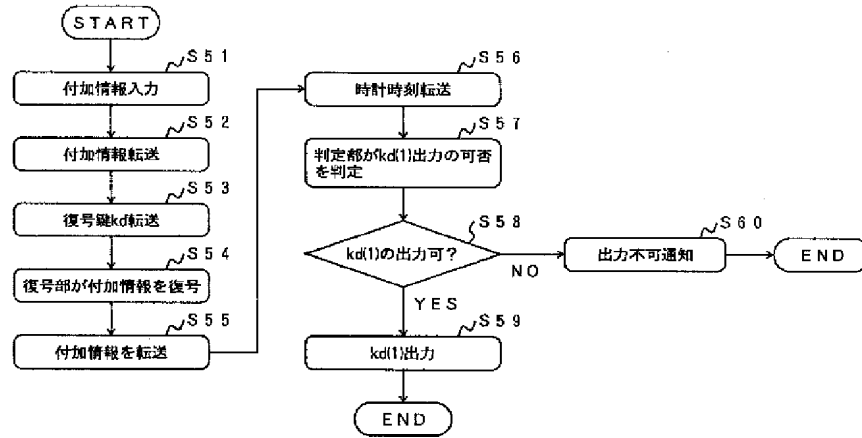 START
S51
付加情報入力
S52
付加情報転送
S53
復号鍵kd転送
S54
復号部が付加情報を復号
S55
付加情報を転送
S56
時計時刻転送
S57
判定部がkd(1)出力の可否
を判定
S58
kd(1)の出力可?
NO
YES
S59
kd(1)出力
END
S60
出力不可通知
END